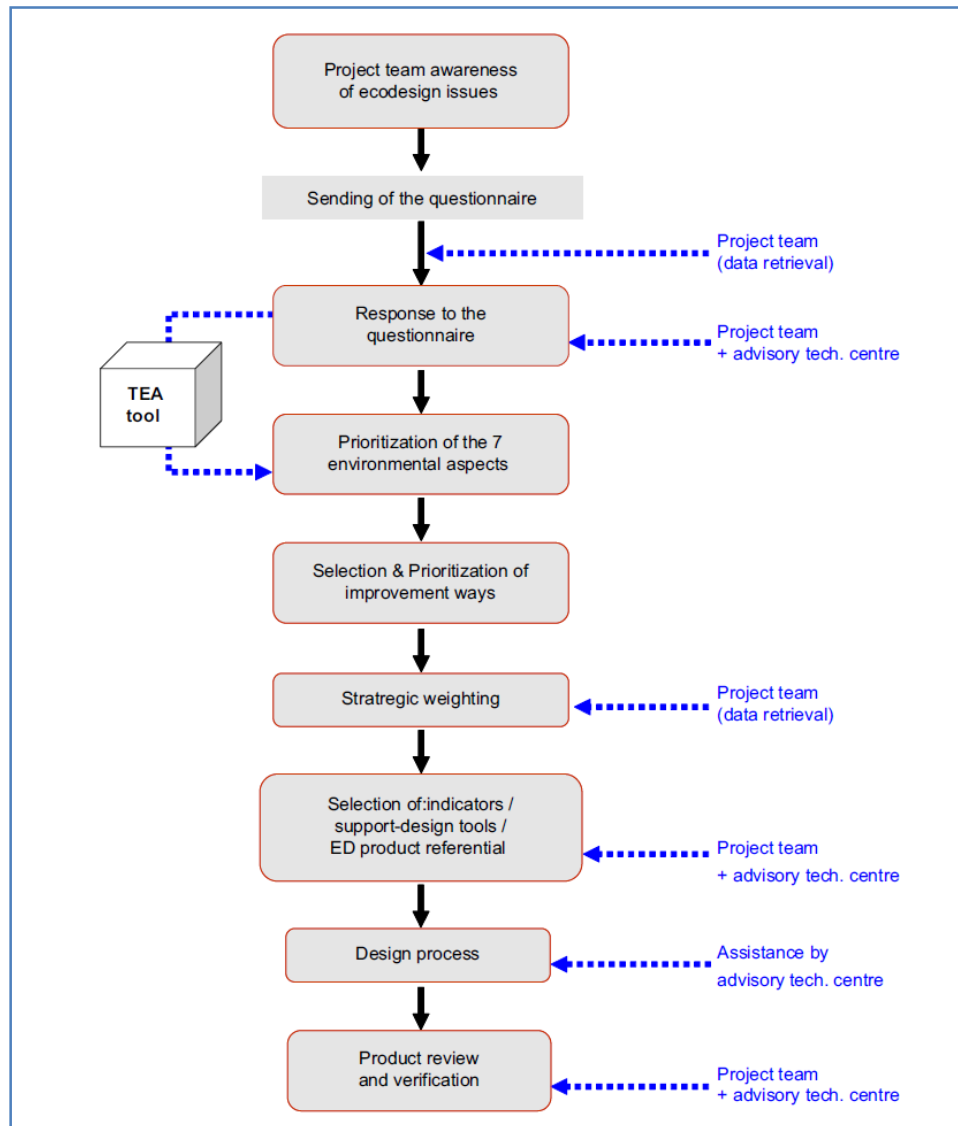 Project team awareness
of ecodesign issues
Sending of the questionnaire
Project team
(data retrieval)
Response to the
questionnaire
Project team
+ advisory tech. centre
TEA
tool
Prioritization of the 7
environmental aspects
Selection & Prioritization of
improvement ways
Stratregic weighting
Project team
(data retrieval)
Selection of:indicators /
support-design tools /
ED product referential
Project team
+ advisory tech. centre
Design process
Assistance by
advisory tech. centre
Product review
and verification
Project team
+ advisory tech. centre